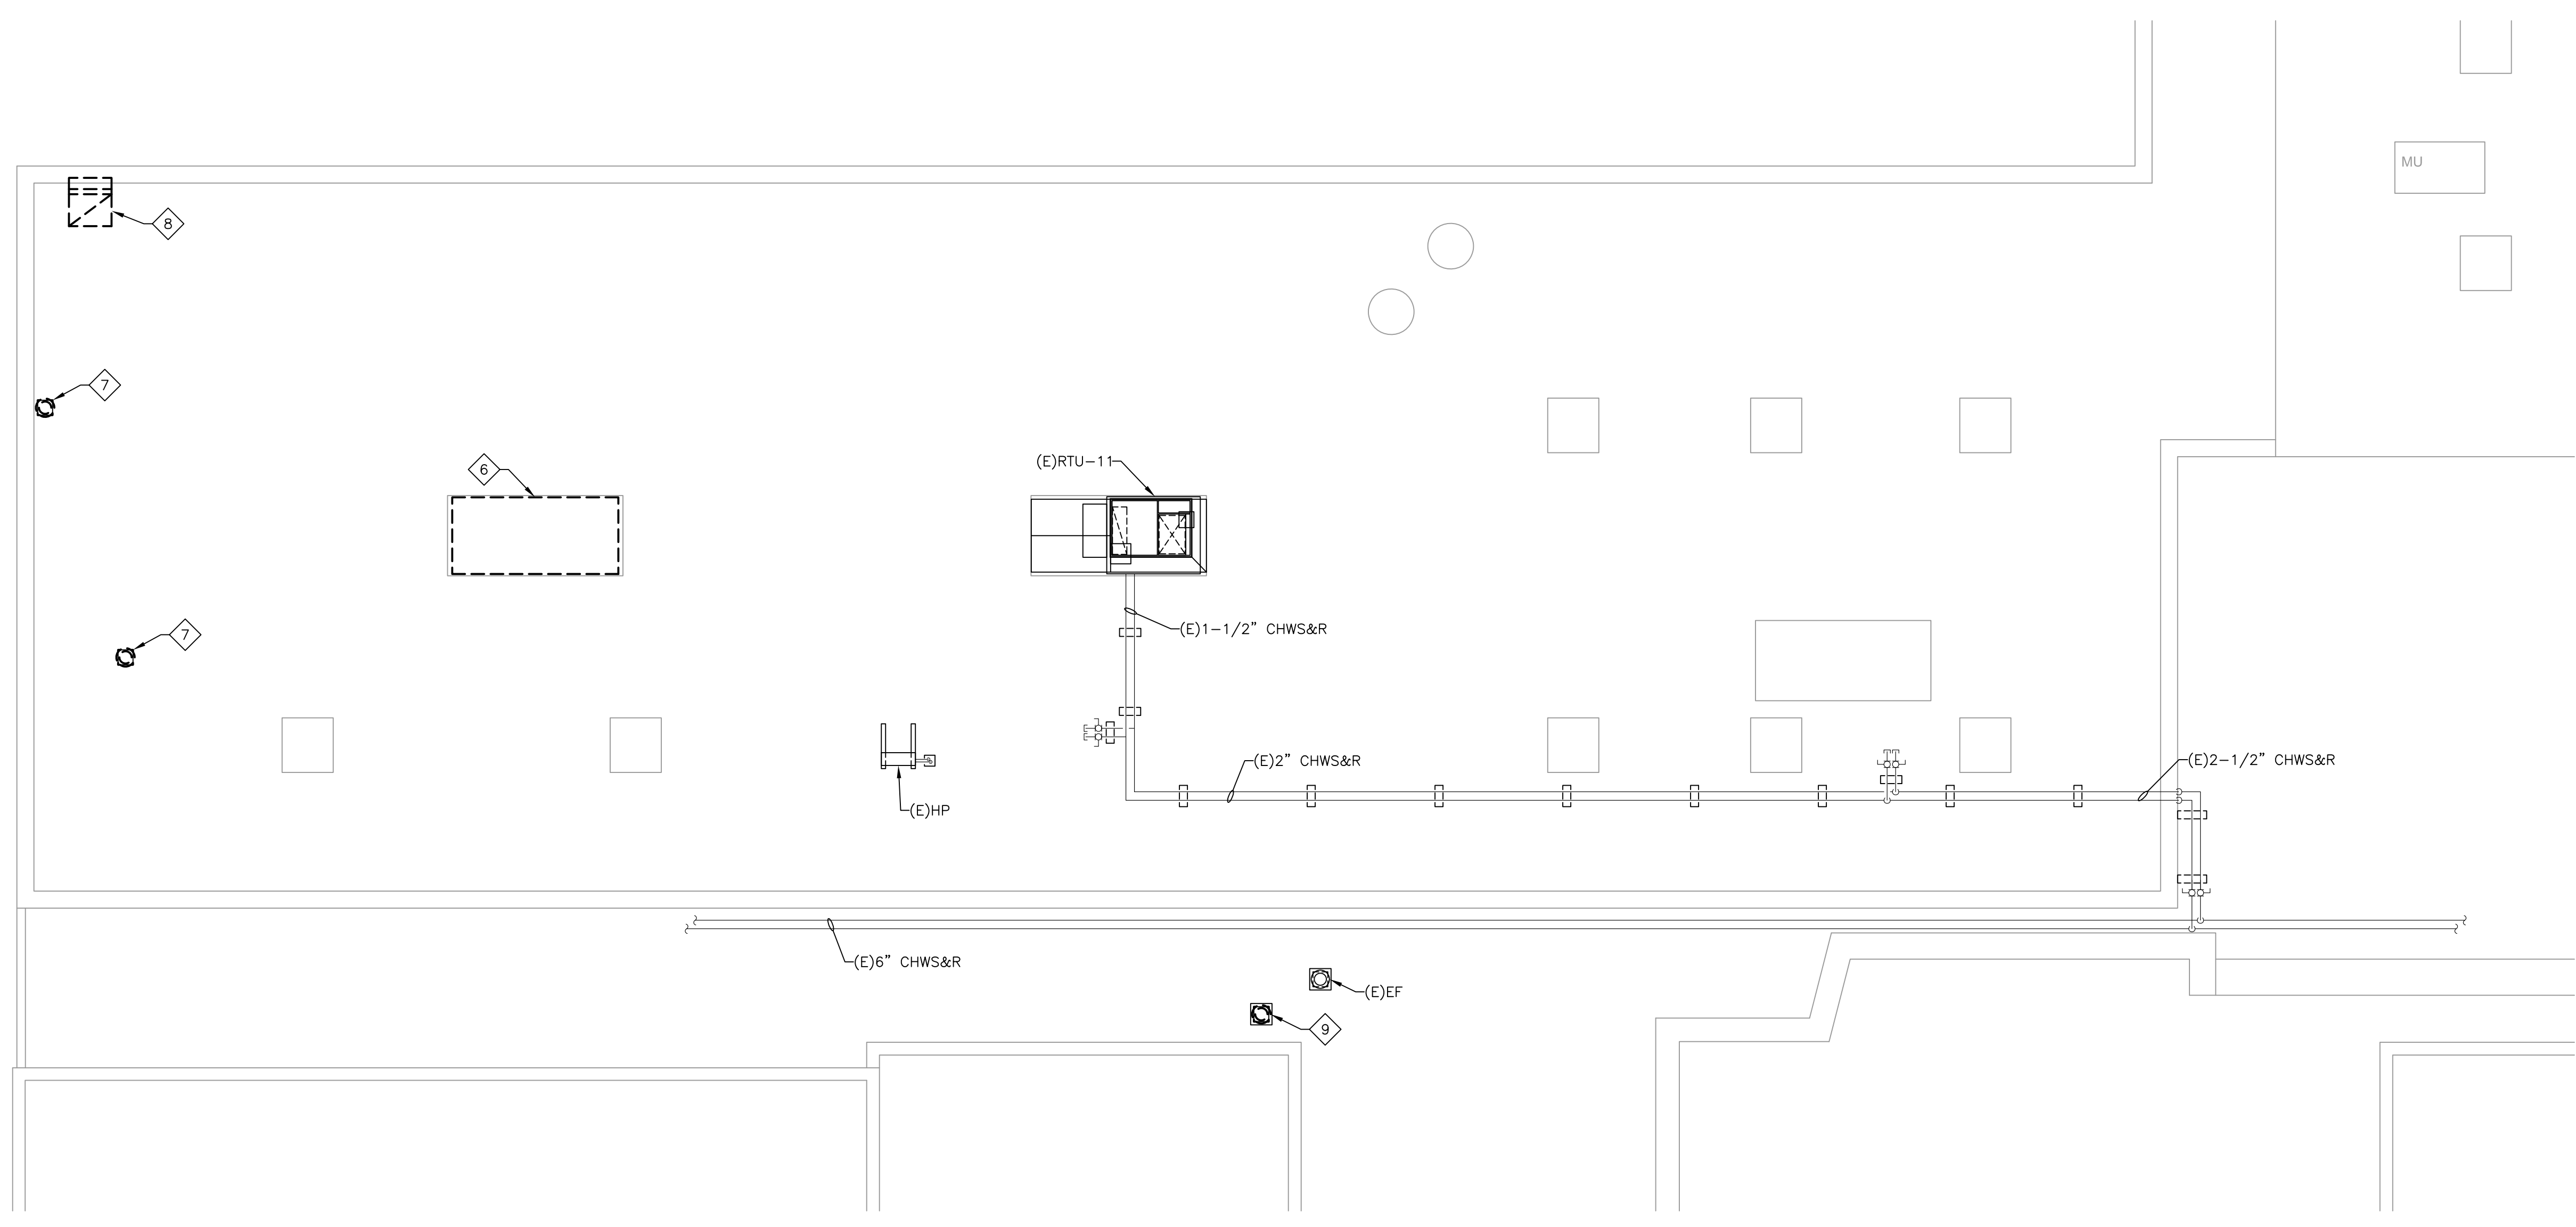 MU
8
7
6
(E)RTU-11
(E)1-1/2" CHWS&R
7
(E)2" CHWS&R
(E)2-1/2" CHWS&R
(E)HP
(E)6" CHWS&R
(E)EF
9